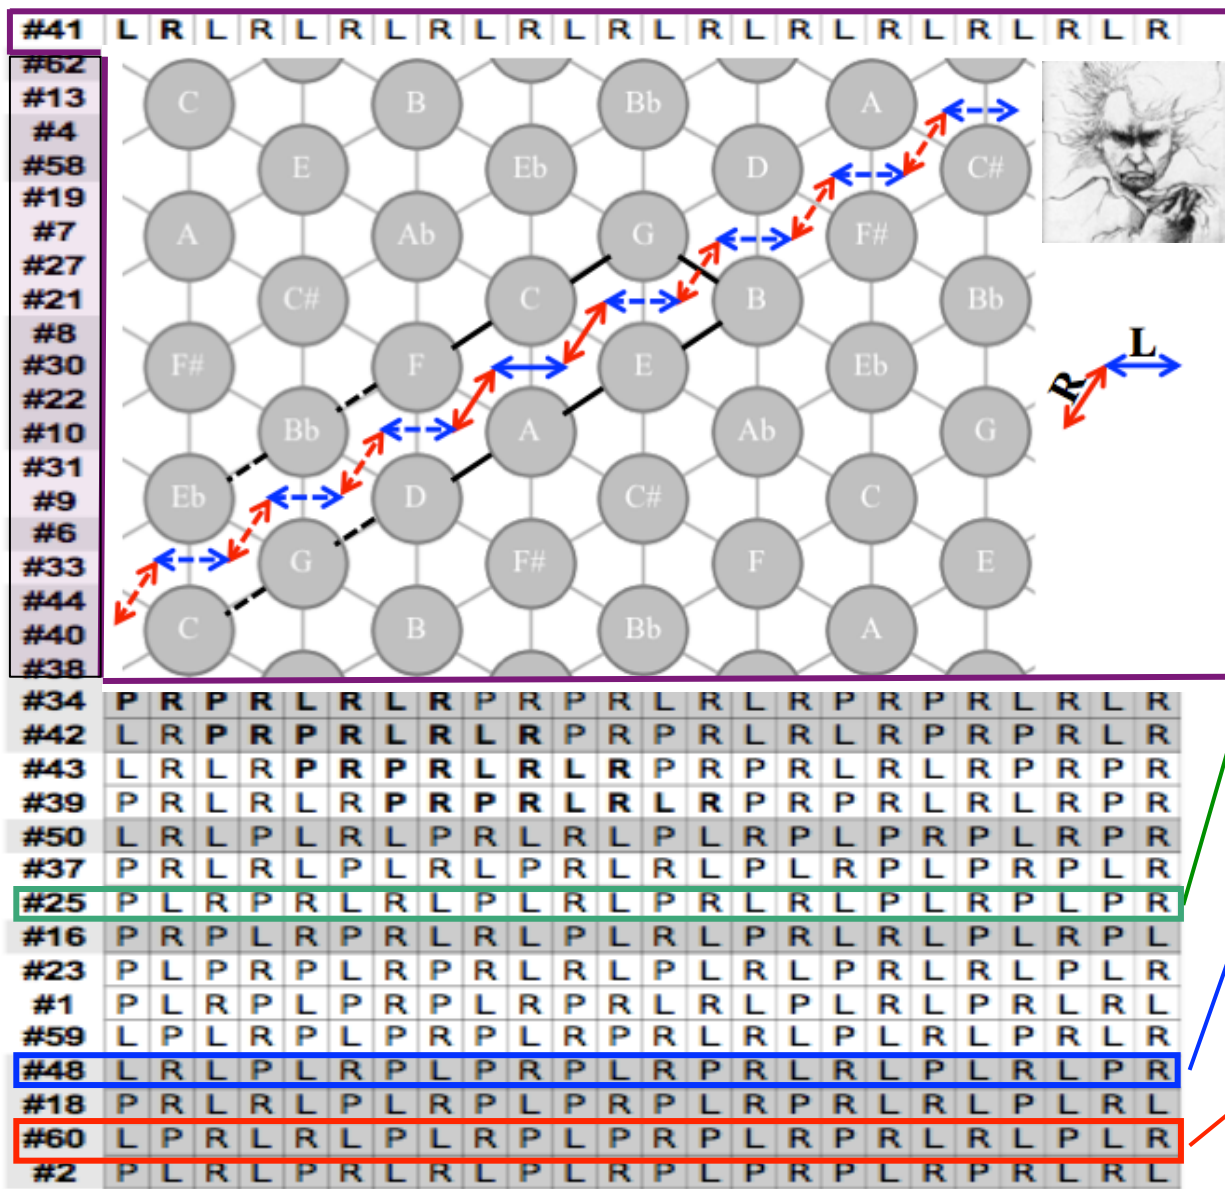 #41 L R L R L R L R L R L R L R L R L R L R L R L R
#62
#13
#4
#58
#19
#7
#27
#21
#8
#30
#22
#10
#31
#9
#6
#33
#44
#40
#38
C B Bb A
E Eb D C#
A Ab G F#
C# C B Bb
F# F E Eb
Bb A Ab G
Eb D C# C
G F# F E
C B Bb A
L
R
#34 P R P R L R L R P R P R L R L R P R P R L R L R
#42 L R P R P R L R L R P R P R L R L R P R P R L R
#43 L R L R P R P R L R L R P R P R L R L R P R P R
#39 P R L R L R P R P R L R L R P R P R L R L R P R
#50 L R L P L R L P R L R L P L R P L P R P L R P R
#37 P R L R L P L R L P R L R L P L R P L P R P L R
#25 P L R P R L R L P L R L P R L R L P L R P L P R
#16 P R P L R P R L R L P L R L P R L R L P L R P L
#23 P L P R P L R P R L R L P L R L P R L R L P L R
#1 P L R P L P R P L R P R L R L P L R L P R L R L
#59 L P L R P L P R P L R P R L R L P L R L P R L R
#48 L R L P L R P L P R P L R P R L R L P L R L P R
#18 P R L R L P L R P L P R P L R P R L R L P L R L
#60 L P R L R L P L R P L P R P L R P R L R L P L R
#2 P L R L P R L R L P L R P L P R P L R P R L R L